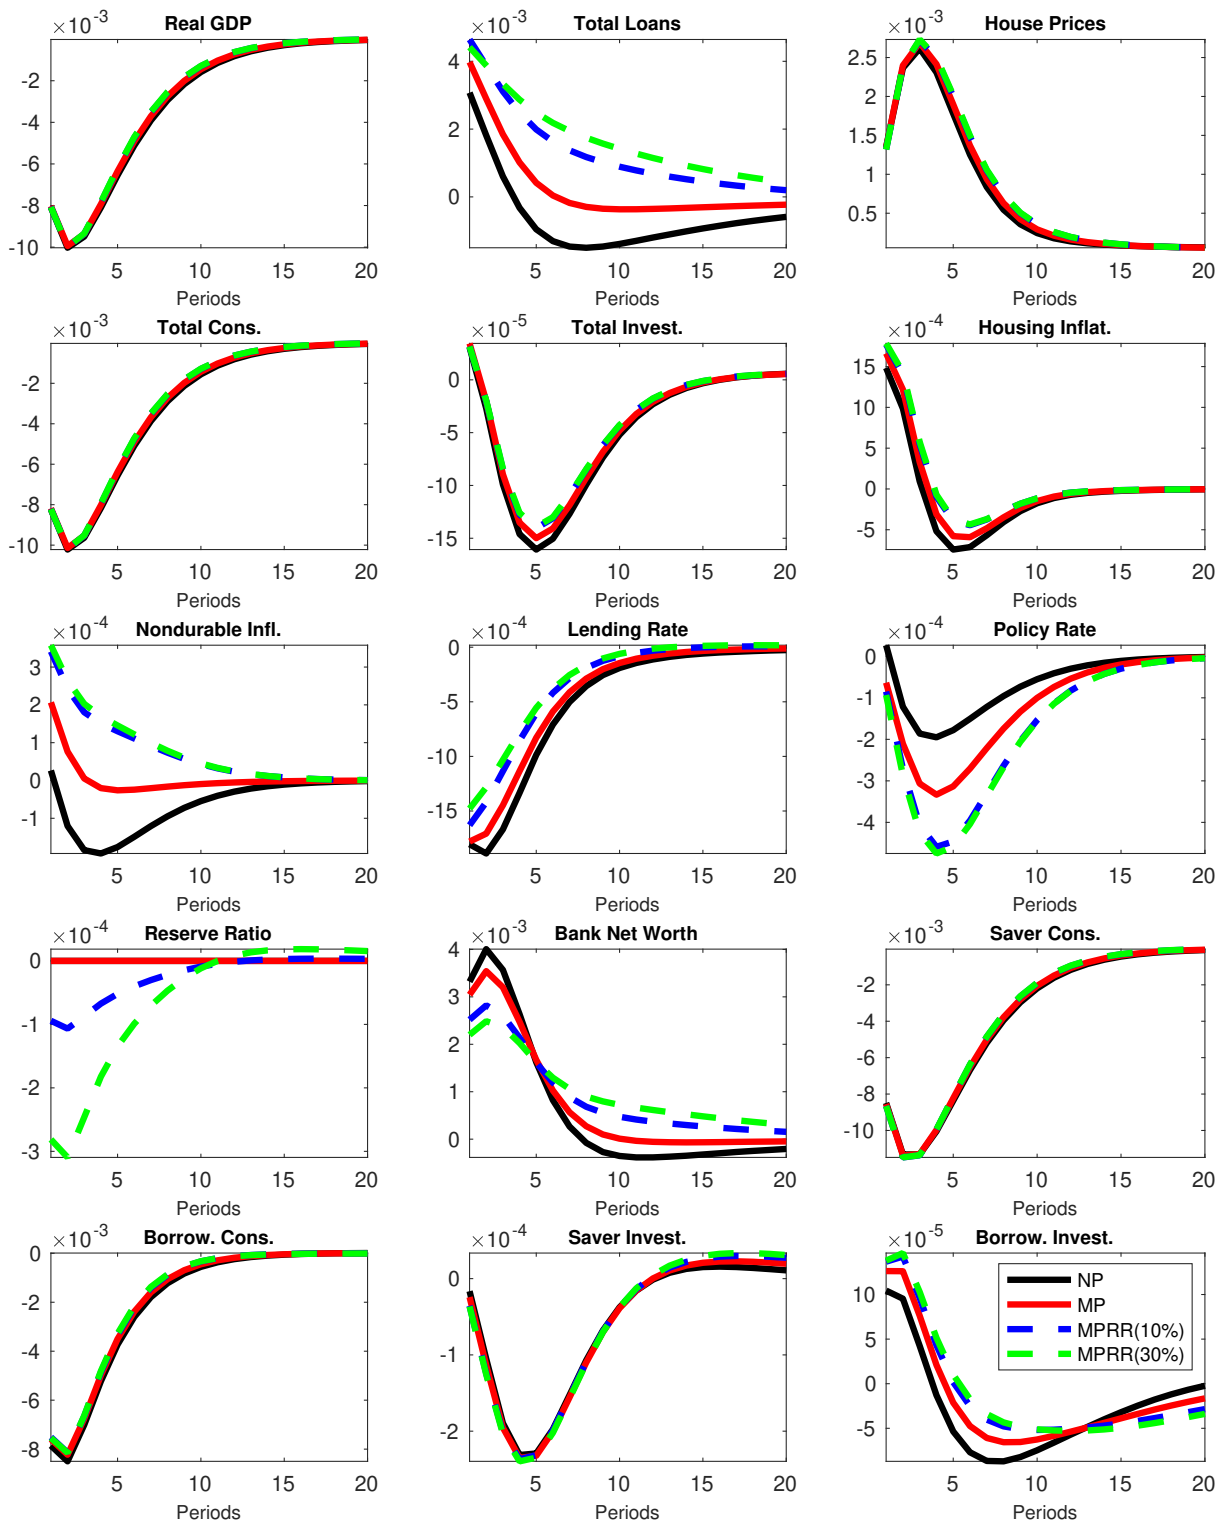 ×10-3 Real GDP
-2
-4
-6
-8
-10
5 10 15 20
Periods
×10-3 Total Loans
4
2
0
5 10 15 20
Periods
×10-3 House Prices
2.5
2
1.5
1
0.5
5 10 15 20
Periods
×10-3 Total Cons.
-2
-4
-6
-8
-10
5 10 15 20
Periods
×10-5 Total Invest.
0
-5
-10
-15
5 10 15 20
Periods
×10-4 Housing Inflat.
15
10
5
0
-5
5 10 15 20
Periods
×10-4 Nondurable Infl.
3
2
1
0
-1
5 10 15 20
Periods
×10-4 Lending Rate
0
-5
-10
-15
5 10 15 20
Periods
×10-4 Policy Rate
0
-1
-2
-3
-4
5 10 15 20
Periods
×10-4 Reserve Ratio
0
-1
-2
-3
5 10 15 20
Periods
×10-3 Bank Net Worth
4
3
2
1
0
5 10 15 20
Periods
×10-3 Saver Cons.
-2
-4
-6
-8
-10
5 10 15 20
Periods
×10-3 Borrow. Cons.
0
-2
-4
-6
-8
5 10 15 20
Periods
×10-4 Saver Invest.
0
-1
-2
5 10 15 20
Periods
×10-5 Borrow. Invest.
10
5
0
-5
5 10 15 20
Periods
NP
MP
MPRR(10%)
MPRR(30%)